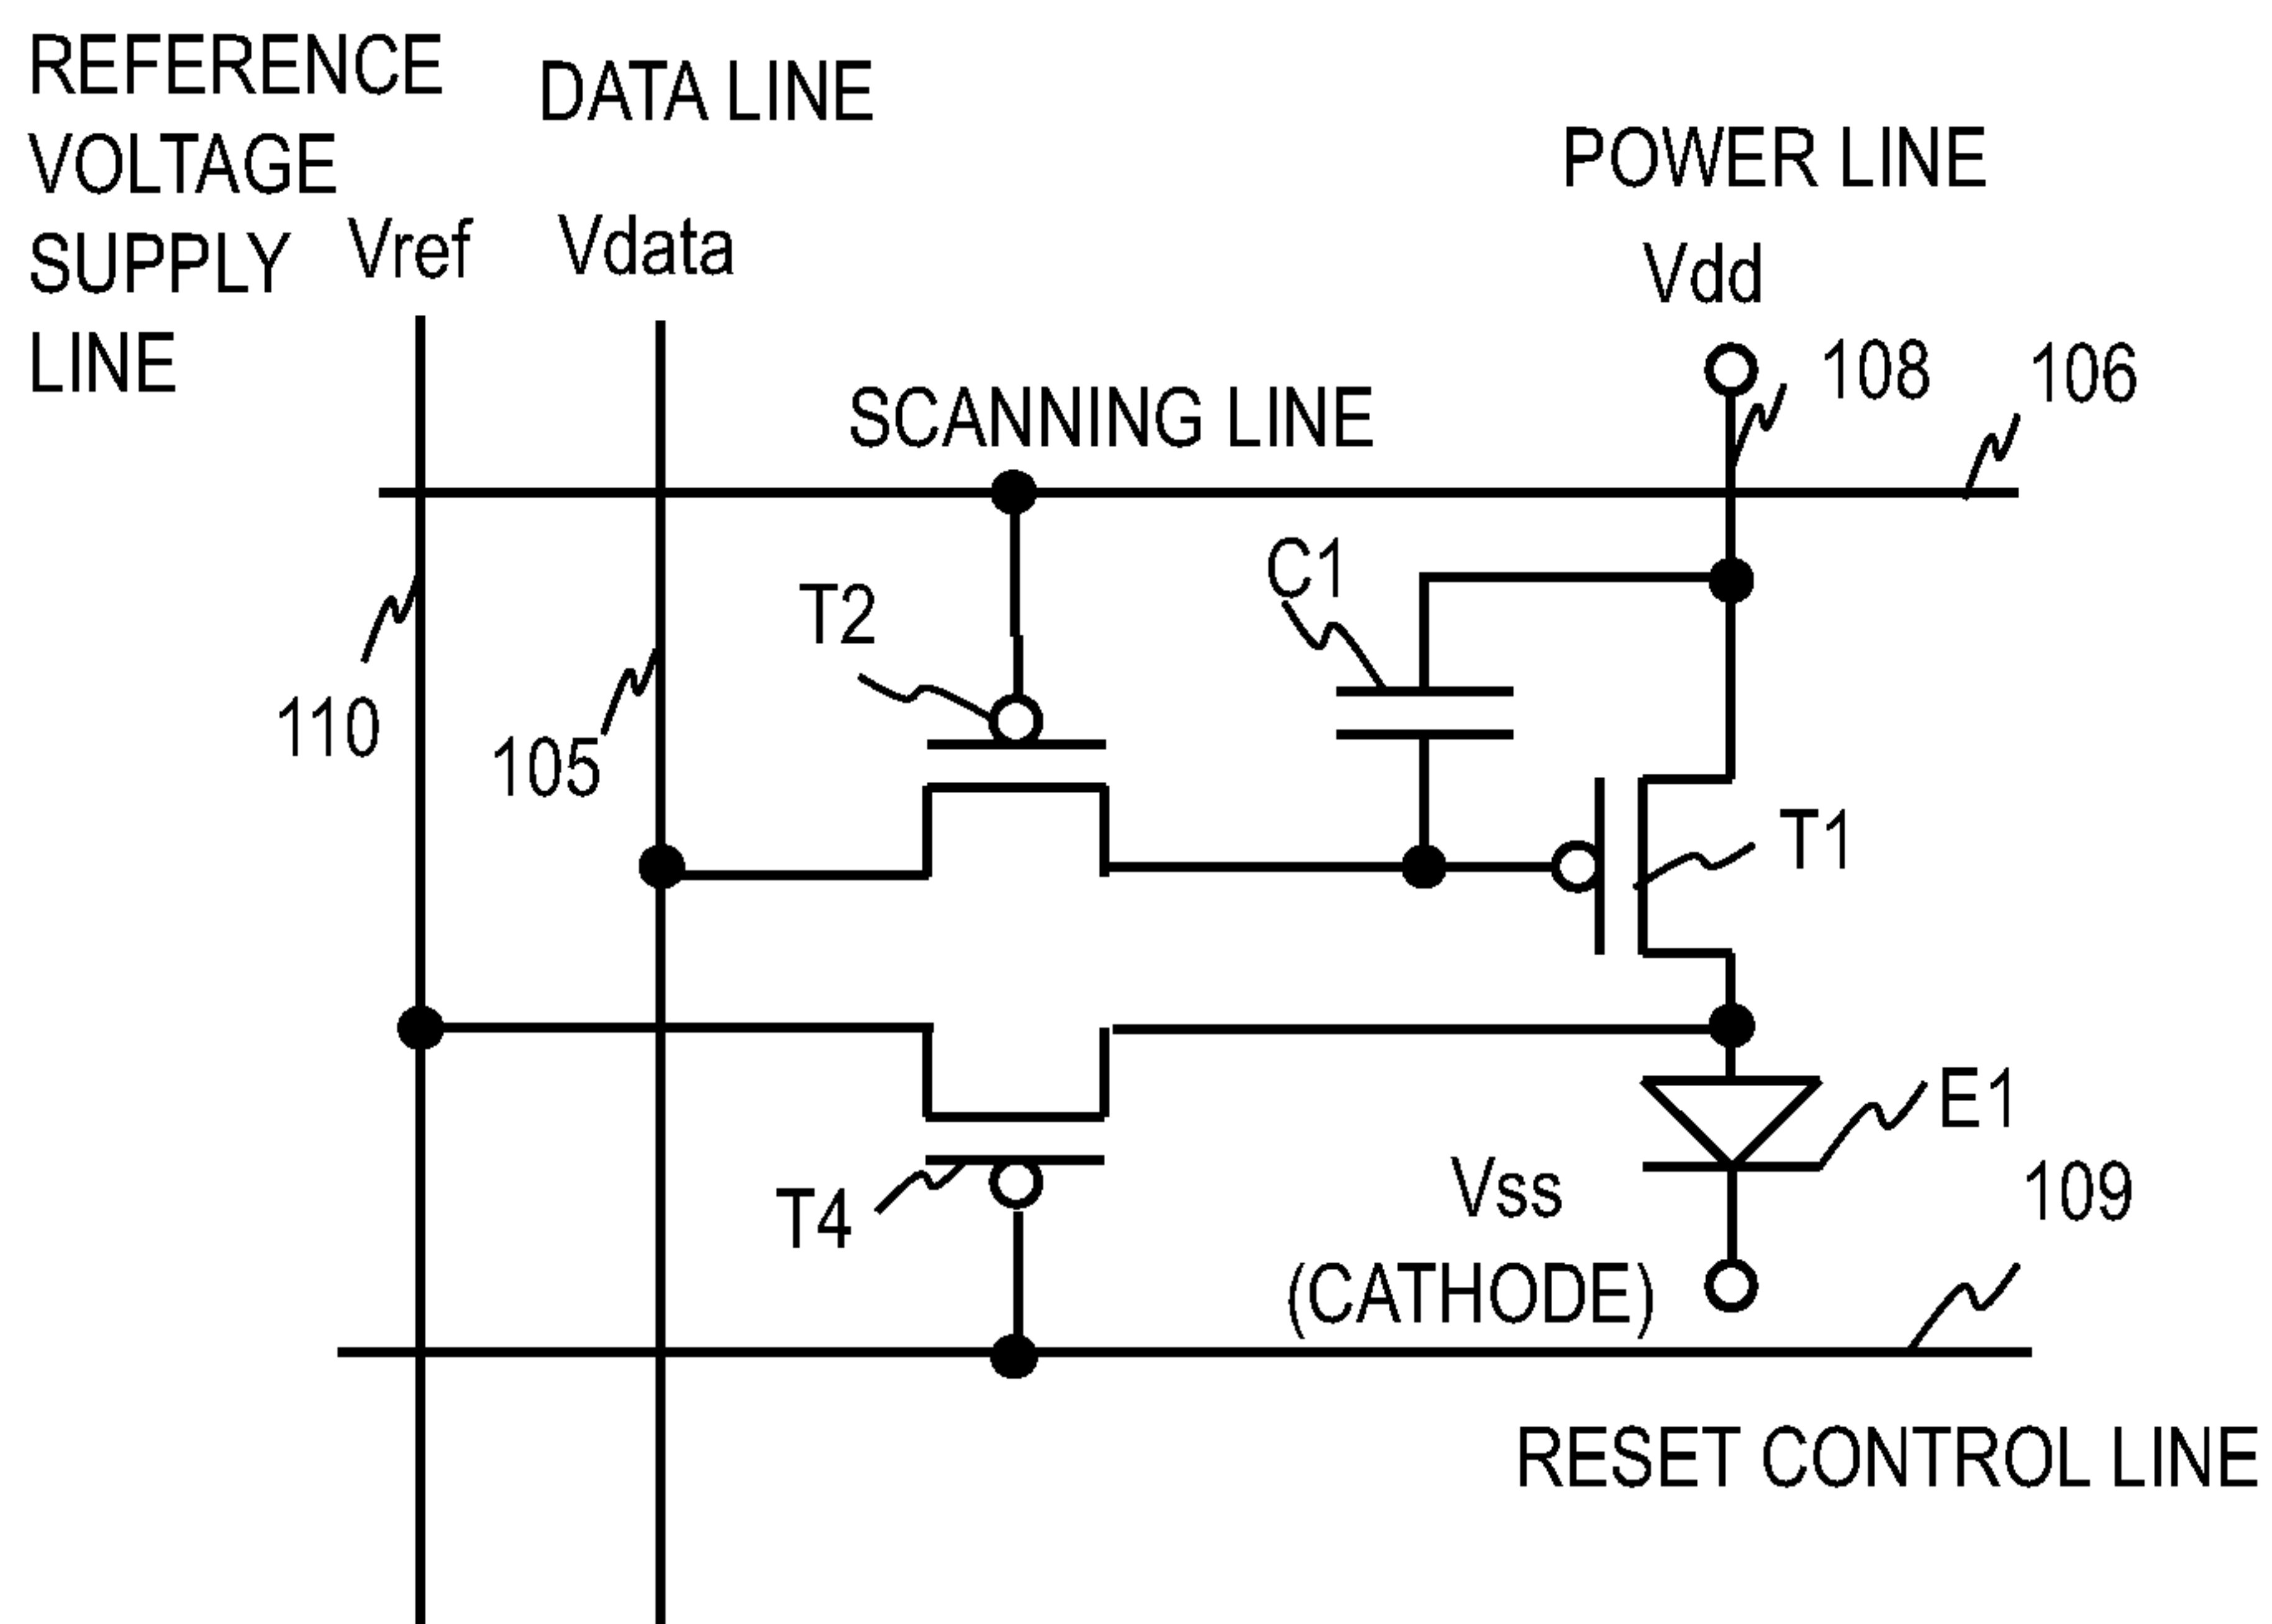 REFERENCE
VOLTAGE
SUPPLY
LINE
Vref
DATA LINE
Vdata
POWER LINE
Vdd
108
106
SCANNING LINE
C1
T2
110
105
T1
E1
T4
Vss
(CATHODE)
109
RESET CONTROL LINE